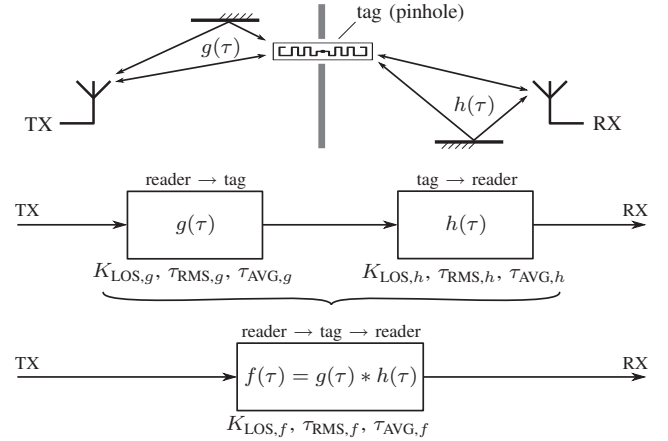 tag (pinhole)
g(τ)
h(τ)
TX
RX
reader → tag
tag → reader
TX
g(τ)
h(τ)
RX
K_LOS,g, τ_RMS,g, τ_AVG,g
K_LOS,h, τ_RMS,h, τ_AVG,h
reader → tag → reader
TX
f(τ) = g(τ) ∗ h(τ)
RX
K_LOS,f, τ_RMS,f, τ_AVG,f